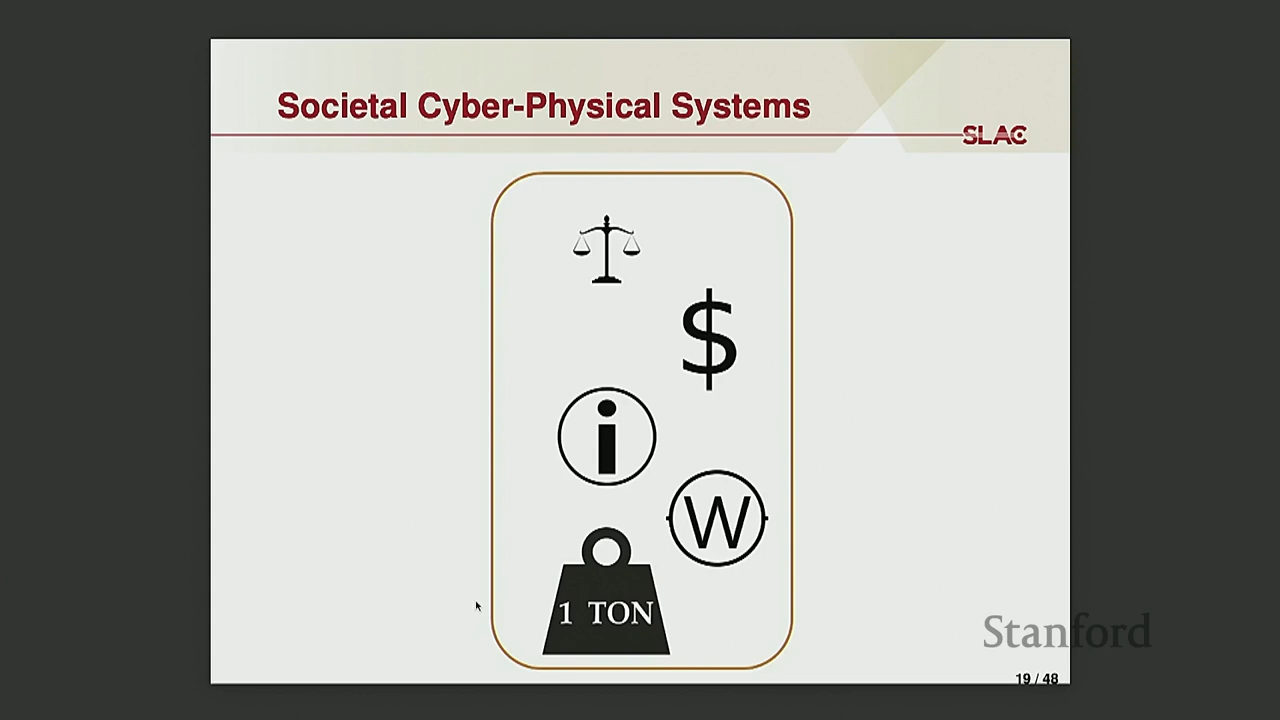 Societal Cyber-Physical Systems
SLAC
$
i
W
1 TON
Stanford
19 / 48